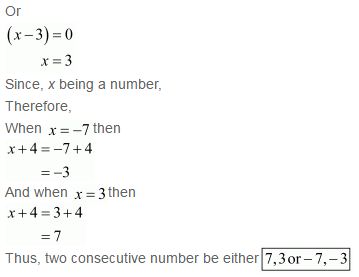 Or
(x−3)=0
x=3
Since, x being a number,
Therefore,
When x=−7 then
x+4=−7+4
=−3
And when x=3 then
x+4=3+4
=7
Thus, two consecutive number be either 7,3 or −7,−3